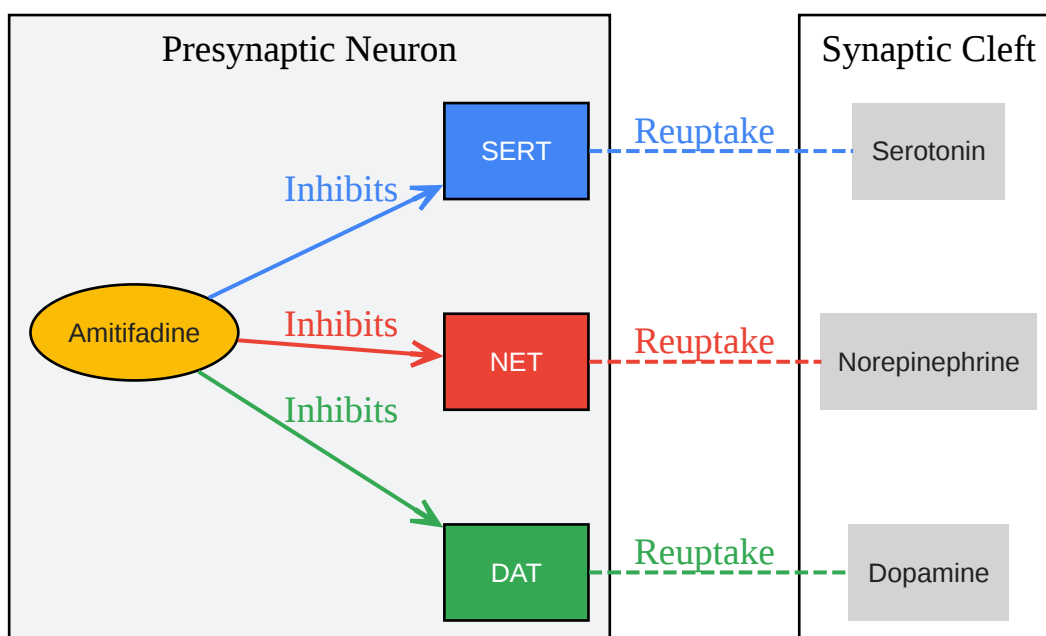 Presynaptic Neuron
Synaptic Cleft
SERT
Reuptake
Serotonin
Inhibits
Amitifadine
Inhibits
NET
Reuptake
Norepinephrine
Inhibits
DAT
Reuptake
Dopamine